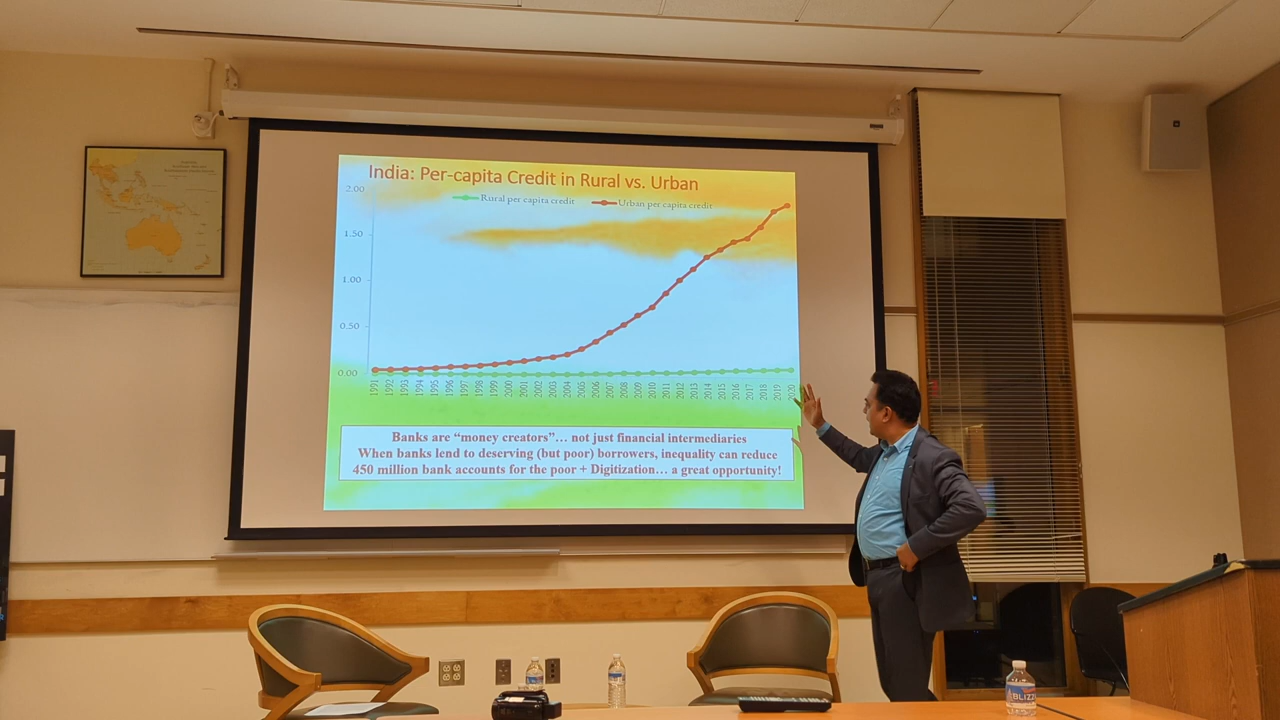 India: Per-capita Credit in Rural vs. Urban
Rural per capita credit Urban per capita credit
2.00
1.50
1.00
0.50
0.00
1991 1992 1993 1994 1995 1996 1997 1998 1999 2000 2001 2002 2003 2004 2005 2006 2007 2008 2009 2010 2011 2012 2013 2014 2015 2016 2017 2018 2019 2020
Banks are “money creators”… not just financial intermediaries
When banks lend to deserving (but poor) borrowers, inequality can reduce
450 million bank accounts for the poor + Digitization… a great opportunity!
BLIZZ